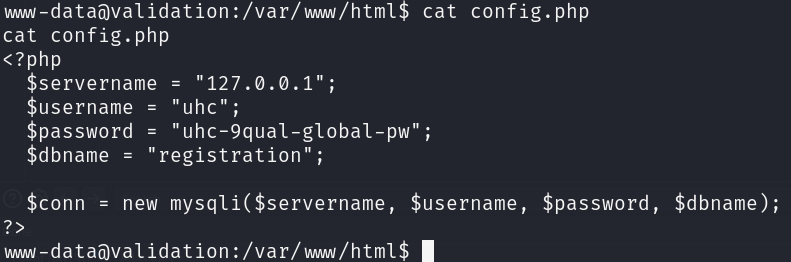 www-data@validation:/var/www/html$ cat config.php
cat config.php
<?php
  $servername = "127.0.0.1";
  $username = "uhc";
  $password = "uhc-9qual-global-pw";
  $dbname = "registration";

  $conn = new mysqli($servername, $username, $password, $dbname);
?>
www-data@validation:/var/www/html$